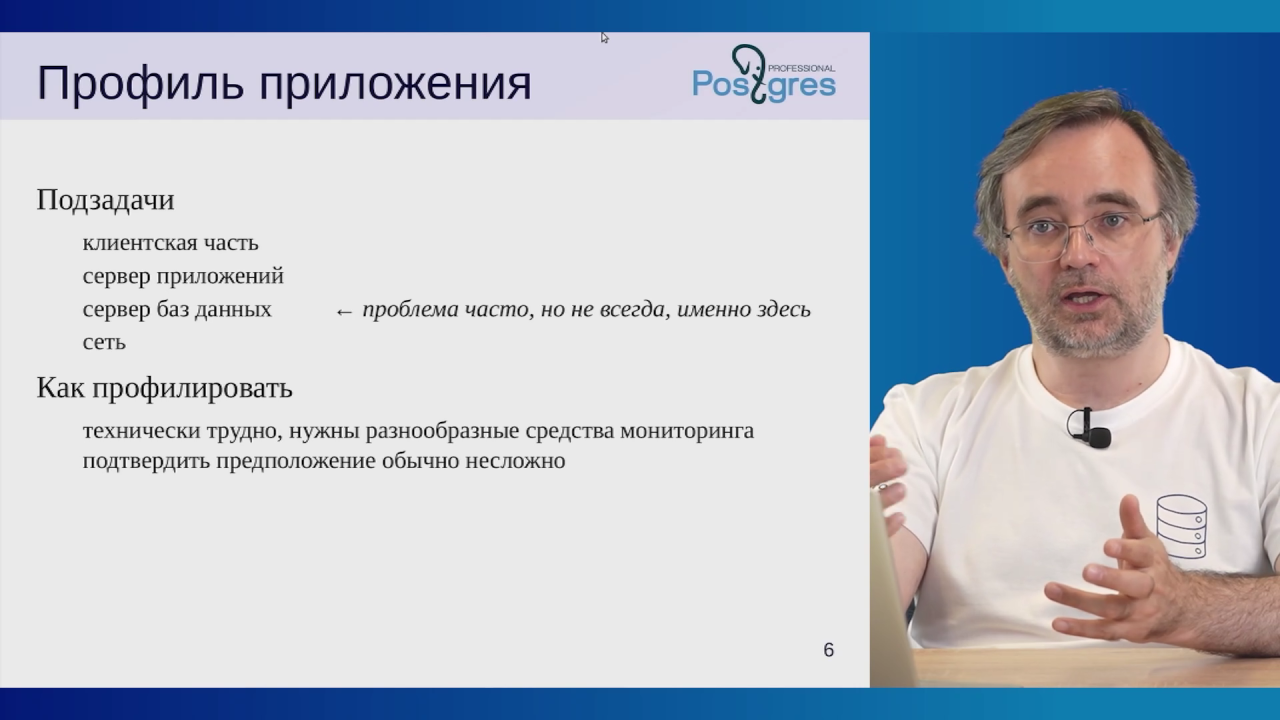 Профиль приложения
PROFESSIONAL
Postgres
Подзадачи
клиентская часть
сервер приложений
сервер баз данных ← проблема часто, но не всегда, именно здесь
сеть
Как профилировать
технически трудно, нужны разнообразные средства мониторинга
подтвердить предположение обычно несложно
6